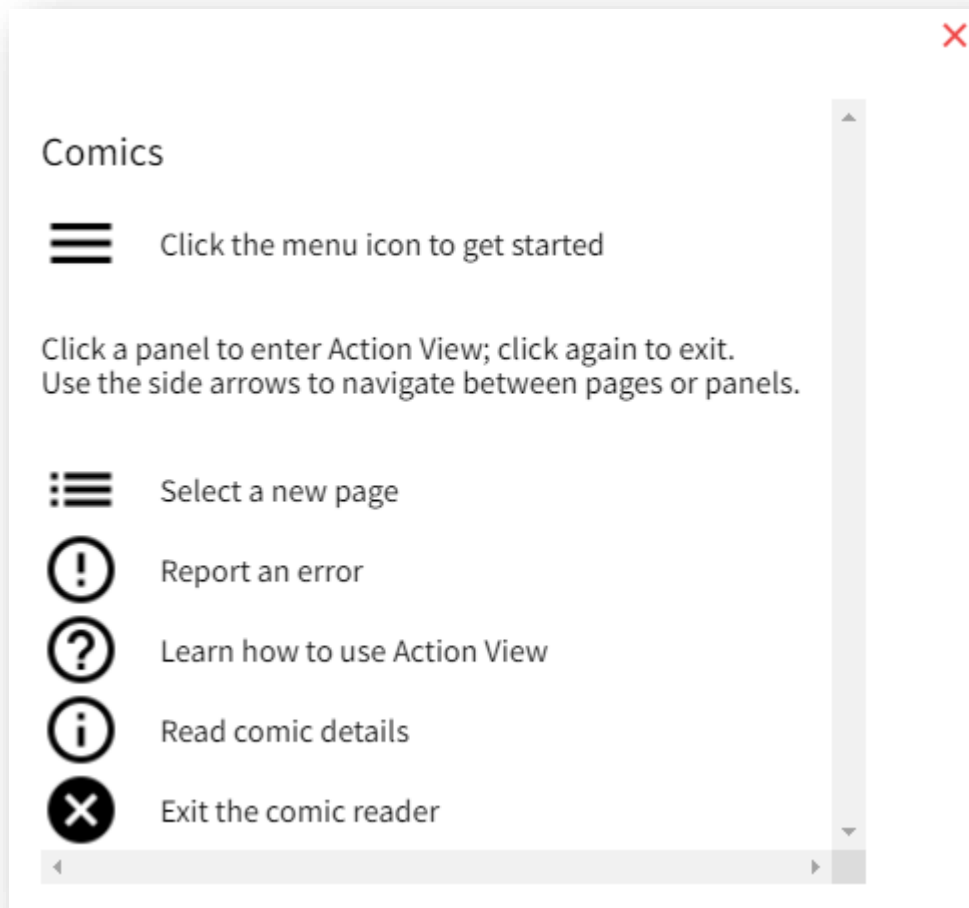 Comics
Click the menu icon to get started
Click a panel to enter Action View; click again to exit.
Use the side arrows to navigate between pages or panels.
Select a new page
Report an error
Learn how to use Action View
Read comic details
Exit the comic reader